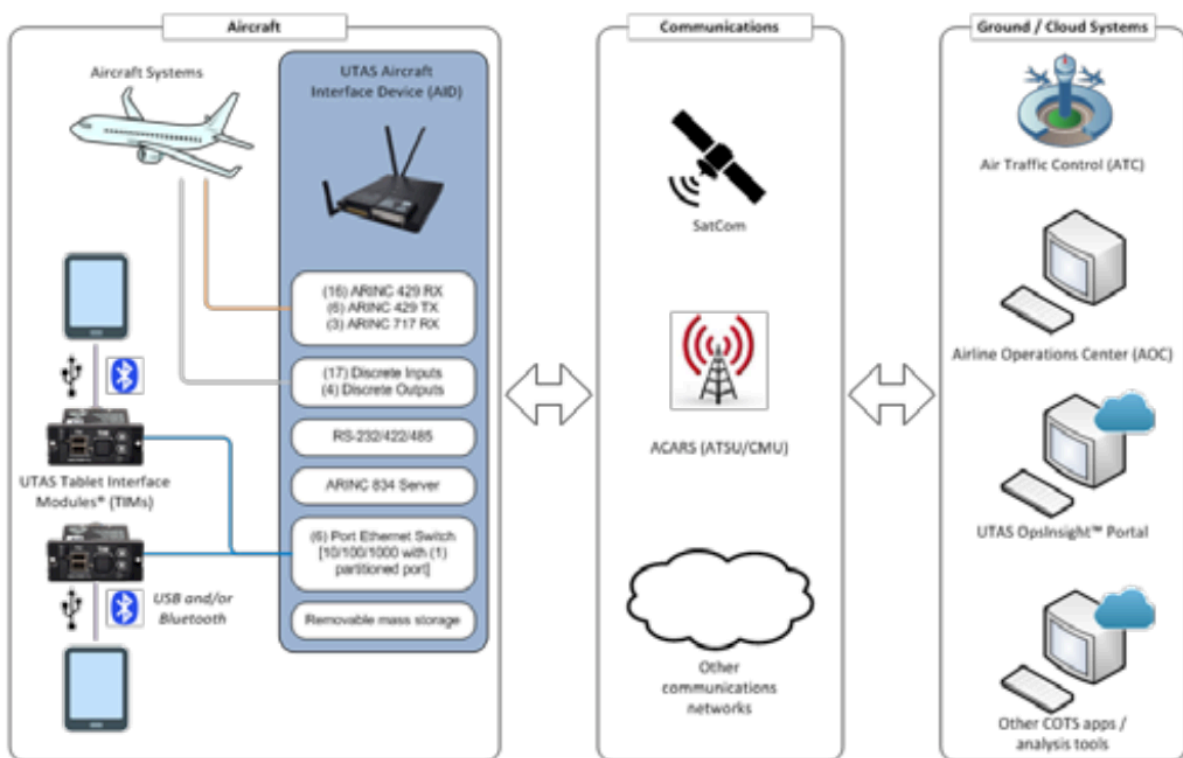 Aircraft
Aircraft Systems
UTAS Aircraft
Interface Device (AID)
(16) ARINC 429 RX
(6) ARINC 429 TX
(3) ARINC 717 RX
(17) Discrete Inputs
(4) Discrete Outputs
RS-232/422/485
ARINC 834 Server
(6) Port Ethernet Switch
[10/100/1000 with (1)
partitioned port]
Removable mass storage
UTAS Tablet Interface
Modules® (TIMs)
USB and/or
Bluetooth
Communications
SatCom
ACARS (ATSU/CMU)
Other
communications
networks
Ground / Cloud Systems
Air Traffic Control (ATC)
Airline Operations Center (AOC)
UTAS OpsInsight™ Portal
Other COTS apps /
analysis tools